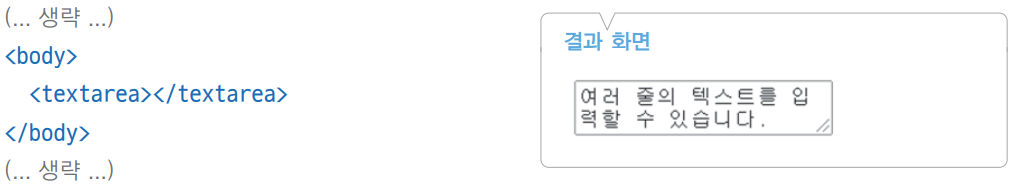 (... 생략 ...)
<body>
<textarea></textarea>
</body>
(... 생략 ...)
결과 화면
여러 줄의 텍스트를 입
력할 수 있습니다.